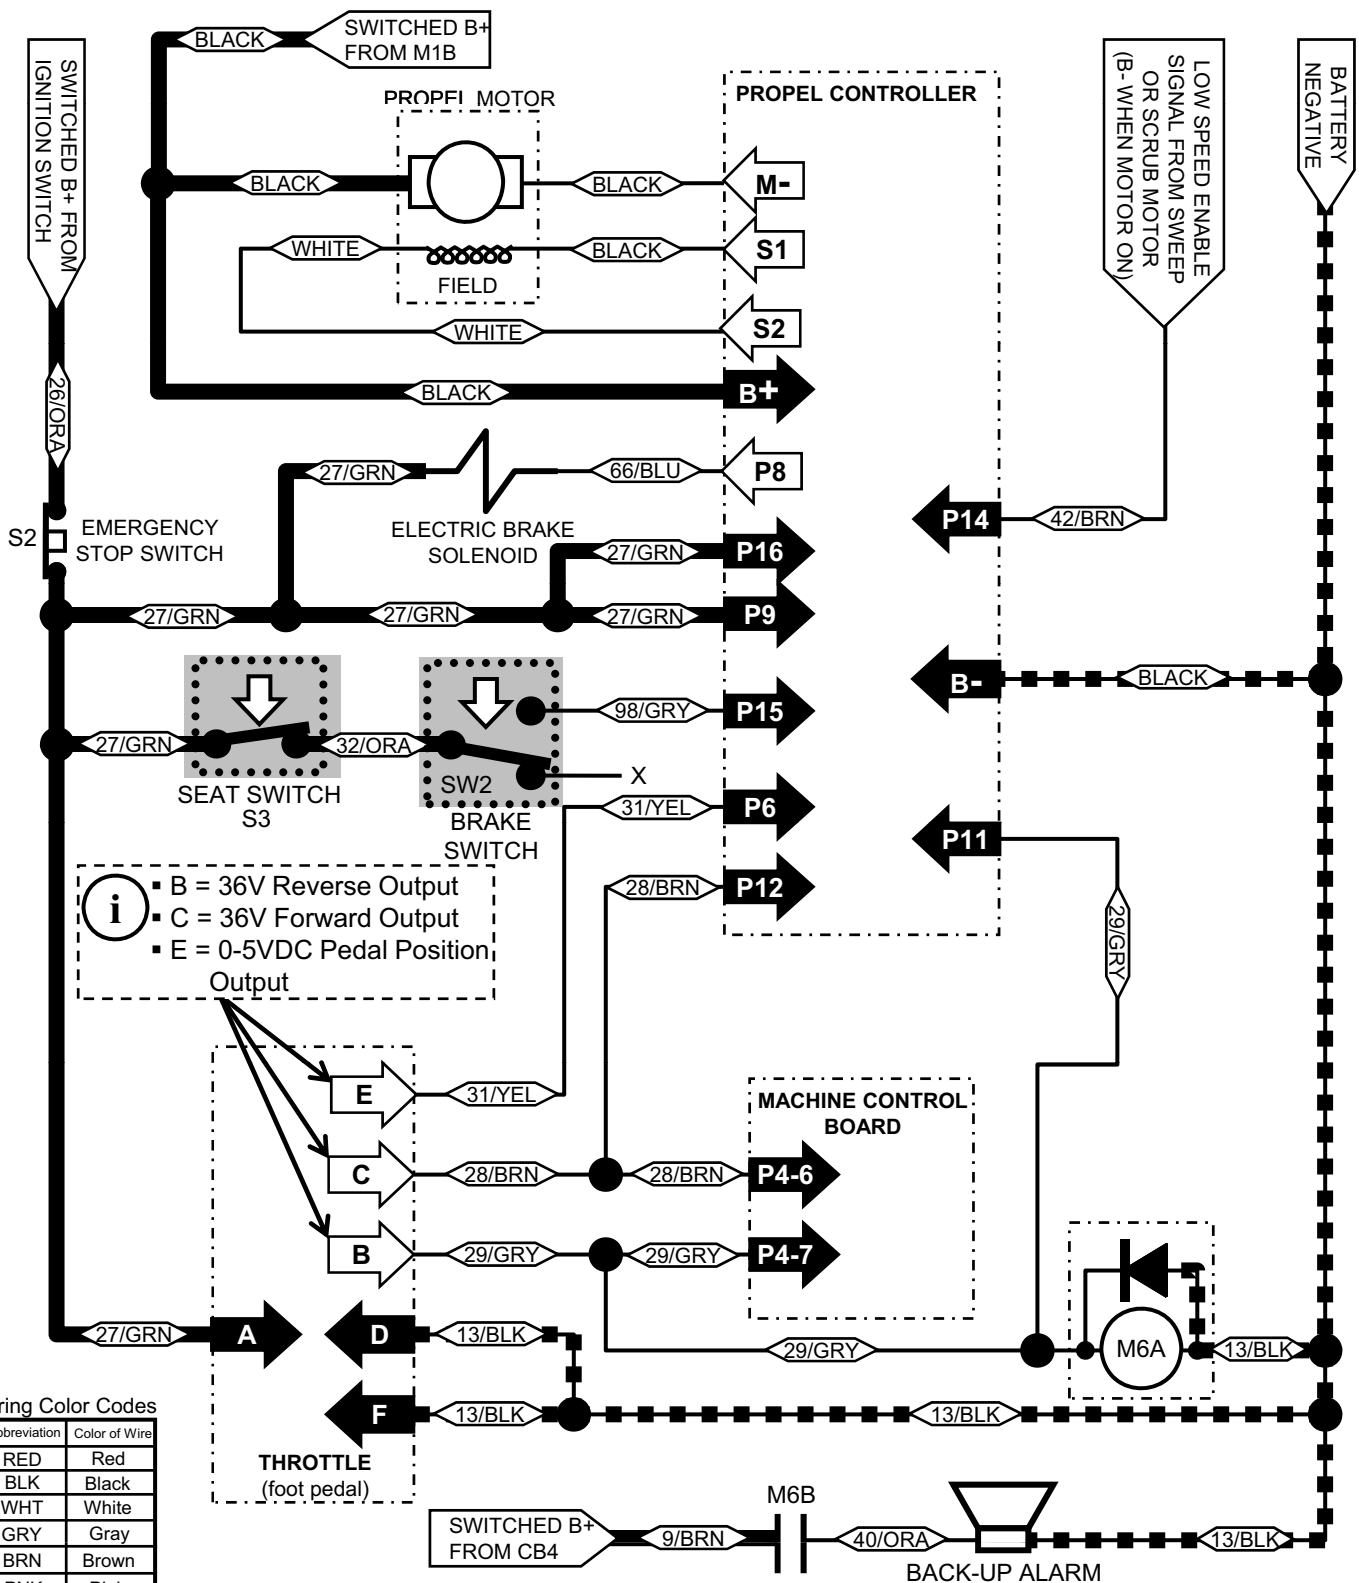 SWITCHED B+
FROM M1B
BLACK
SWITCHED B+ FROM
IGNITION SWITCH
PROPEL MOTOR
PROPEL CONTROLLER
LOW SPEED ENABLE
SIGNAL FROM SWEEP
OR SCRUB MOTOR
(B- WHEN MOTOR ON)
BATTERY
NEGATIVE
BLACK
BLACK
M-
WHITE
BLACK
S1
FIELD
WHITE
S2
BLACK
B+
26/ORA
27/GRN
66/BLU
P8
S2
EMERGENCY
STOP SWITCH
ELECTRIC BRAKE
SOLENOID
27/GRN
P16
P14
42/BRN
27/GRN
27/GRN
27/GRN
P9
B-
BLACK
98/GRY
P15
27/GRN
32/ORA
SW2
X
SEAT SWITCH
S3
BRAKE
SWITCH
31/YEL
P6
P11
28/BRN
P12
29/GRY
i
▪ B = 36V Reverse Output
▪ C = 36V Forward Output
▪ E = 0-5VDC Pedal Position
Output
E
31/YEL
MACHINE CONTROL
BOARD
C
28/BRN
28/BRN
P4-6
B
29/GRY
29/GRY
P4-7
27/GRN
A
D
13/BLK
29/GRY
M6A
13/BLK
F
13/BLK
13/BLK
THROTTLE
(foot pedal)
ring Color Codes
bbreviation Color of Wire
RED Red
BLK Black
WHT White
GRY Gray
BRN Brown
SWITCHED B+
FROM CB4
9/BRN
M6B
40/ORA
13/BLK
BACK-UP ALARM